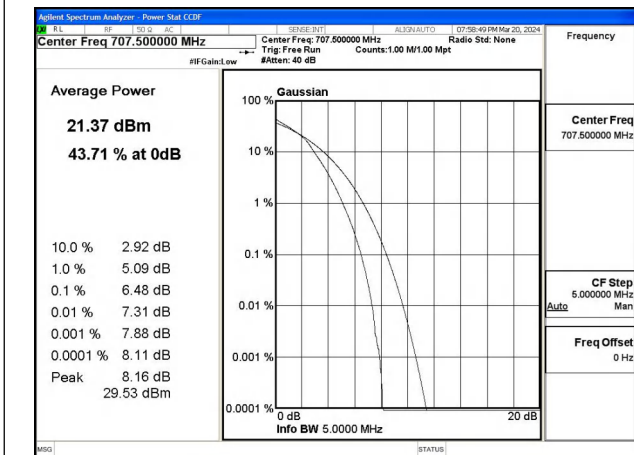 Agilent Spectrum Analyzer - Power Stat CCDF
RL RF 50 Ω AC SENSE:INT ALIGN AUTO 07:58:49 PM Mar 20, 2024
Center Freq 707.500000 MHz
Center Freq: 707.500000 MHz Radio Std: None
Trig: Free Run Counts:1.00 M/1.00 Mpt
#IFGain:Low #Atten: 40 dB
Frequency
Average Power
21.37 dBm
43.71 % at 0dB
10.0 % 2.92 dB
1.0 % 5.09 dB
0.1 % 6.48 dB
0.01 % 7.31 dB
0.001 % 7.88 dB
0.0001 % 8.11 dB
Peak 8.16 dB
29.53 dBm
Gaussian
100 %
10 %
1 %
0.1 %
0.01 %
0.001 %
0.0001 %
0 dB 20 dB
Info BW 5.0000 MHz
Center Freq
707.500000 MHz
CF Step
5.000000 MHz
Auto Man
Freq Offset
0 Hz
MSG STATUS